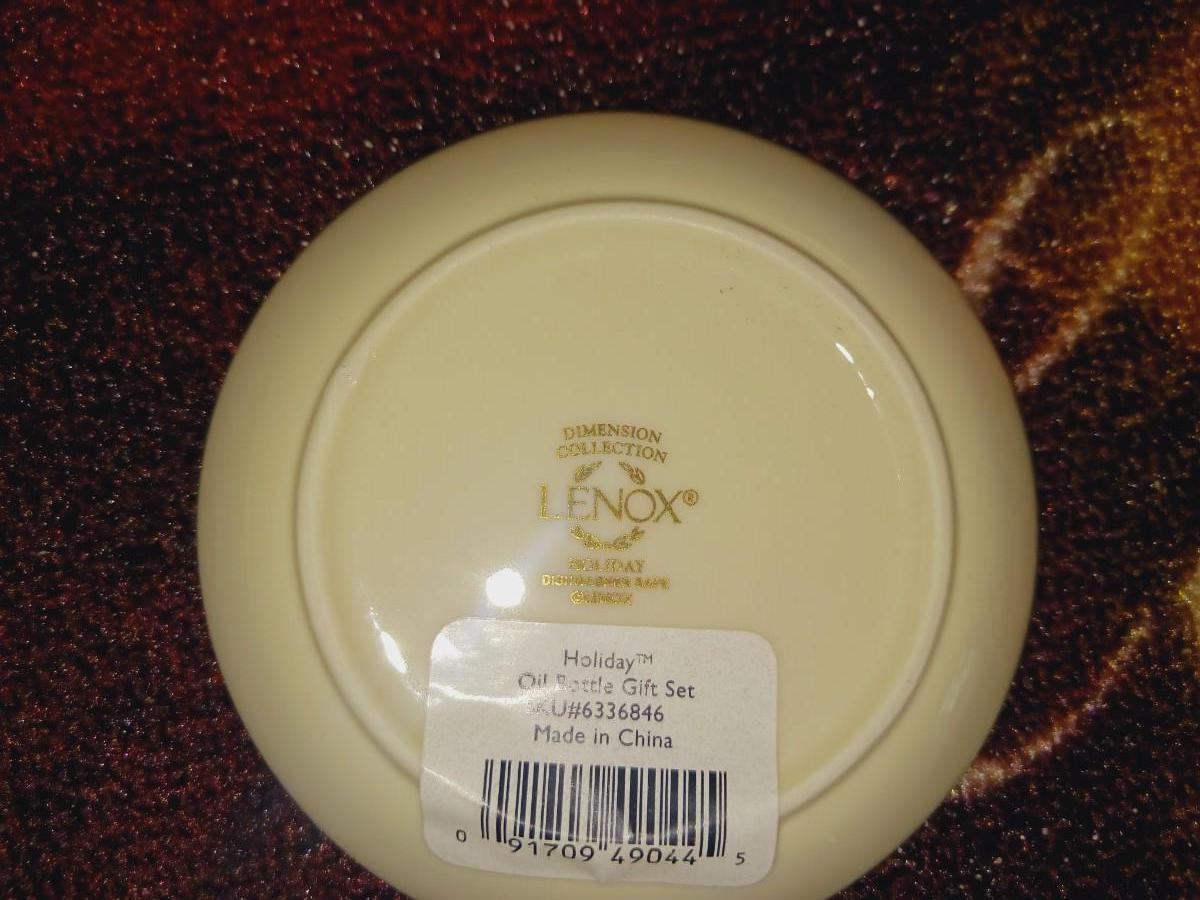 DIMENSION
COLLECTION
LENOX®
HOLIDAY
DISHWASHER SAFE
©LENOX
Holiday™
Oil Bottle Gift Set
SKU#6336846
Made in China
0 91709 49044 5